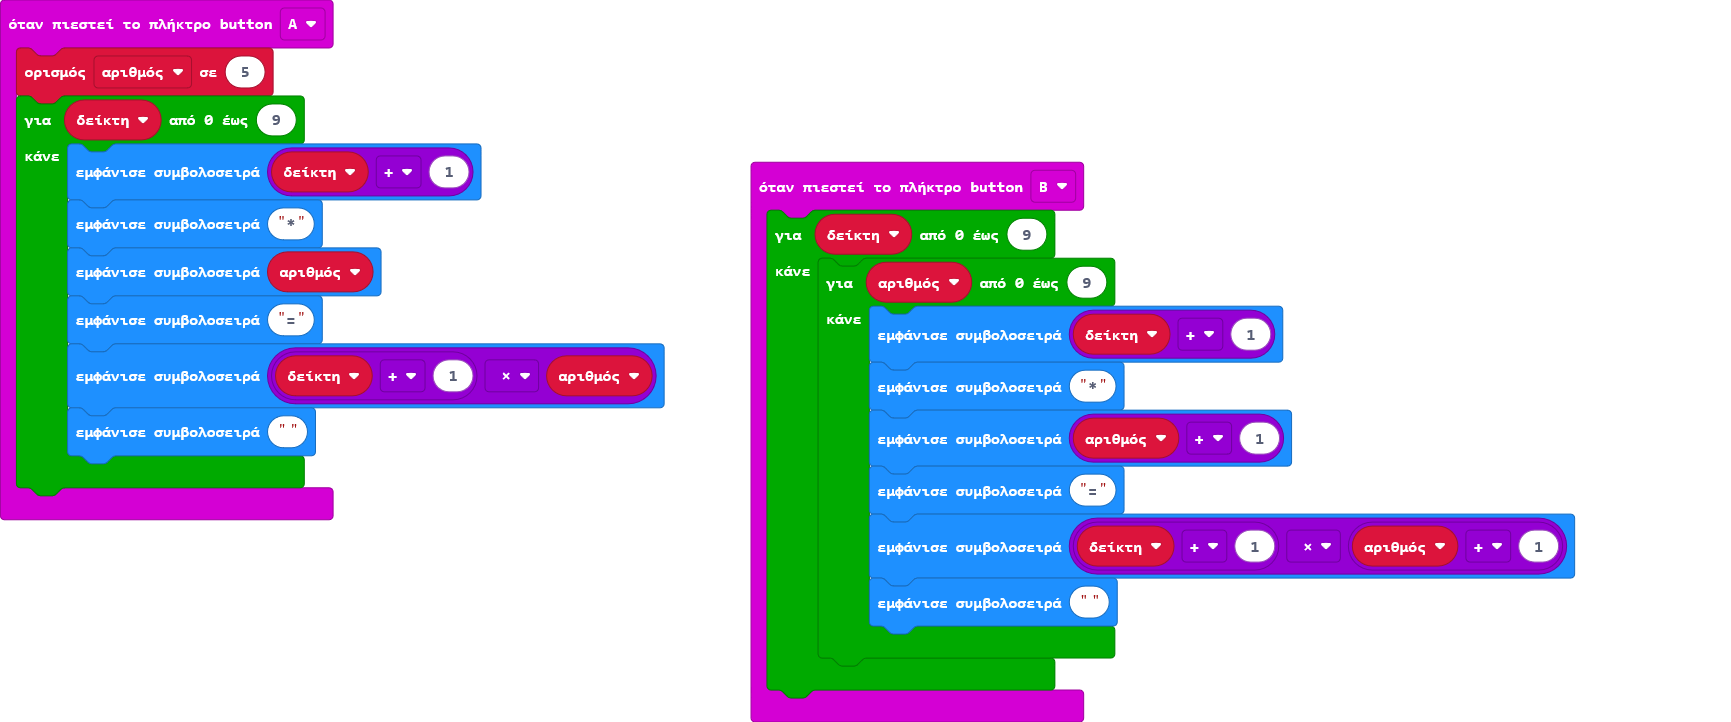 όταν πιεστεί το πλήκτρο button A
ορισμός αριθμός σε 5
για δείκτη από 0 έως 9
κάνε
εμφάνισε συμβολοσειρά δείκτη + 1
εμφάνισε συμβολοσειρά "*"
εμφάνισε συμβολοσειρά αριθμός
εμφάνισε συμβολοσειρά "="
εμφάνισε συμβολοσειρά δείκτη + 1 × αριθμός
εμφάνισε συμβολοσειρά " "
όταν πιεστεί το πλήκτρο button B
για δείκτη από 0 έως 9
κάνε
για αριθμός από 0 έως 9
κάνε
εμφάνισε συμβολοσειρά δείκτη + 1
εμφάνισε συμβολοσειρά "*"
εμφάνισε συμβολοσειρά αριθμός + 1
εμφάνισε συμβολοσειρά "="
εμφάνισε συμβολοσειρά δείκτη + 1 × αριθμός + 1
εμφάνισε συμβολοσειρά " "